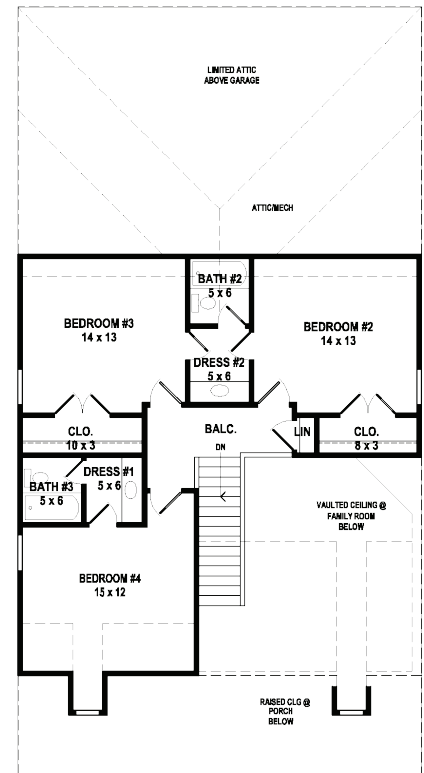 LIMITED ATTIC
ABOVE GARAGE
ATTIC/MECH
BATH #2
5 x 6
BEDROOM #3
14 x 13
BEDROOM #2
14 x 13
DRESS #2
5 x 6
CLO.
10 x 3
BALC.
DN
LIN
CLO.
8 x 3
DRESS #1
5 x 6
BATH #3
5 x 6
VAULTED CEILING @
FAMILY ROOM
BELOW
BEDROOM #4
15 x 12
RAISED CLG @
PORCH
BELOW